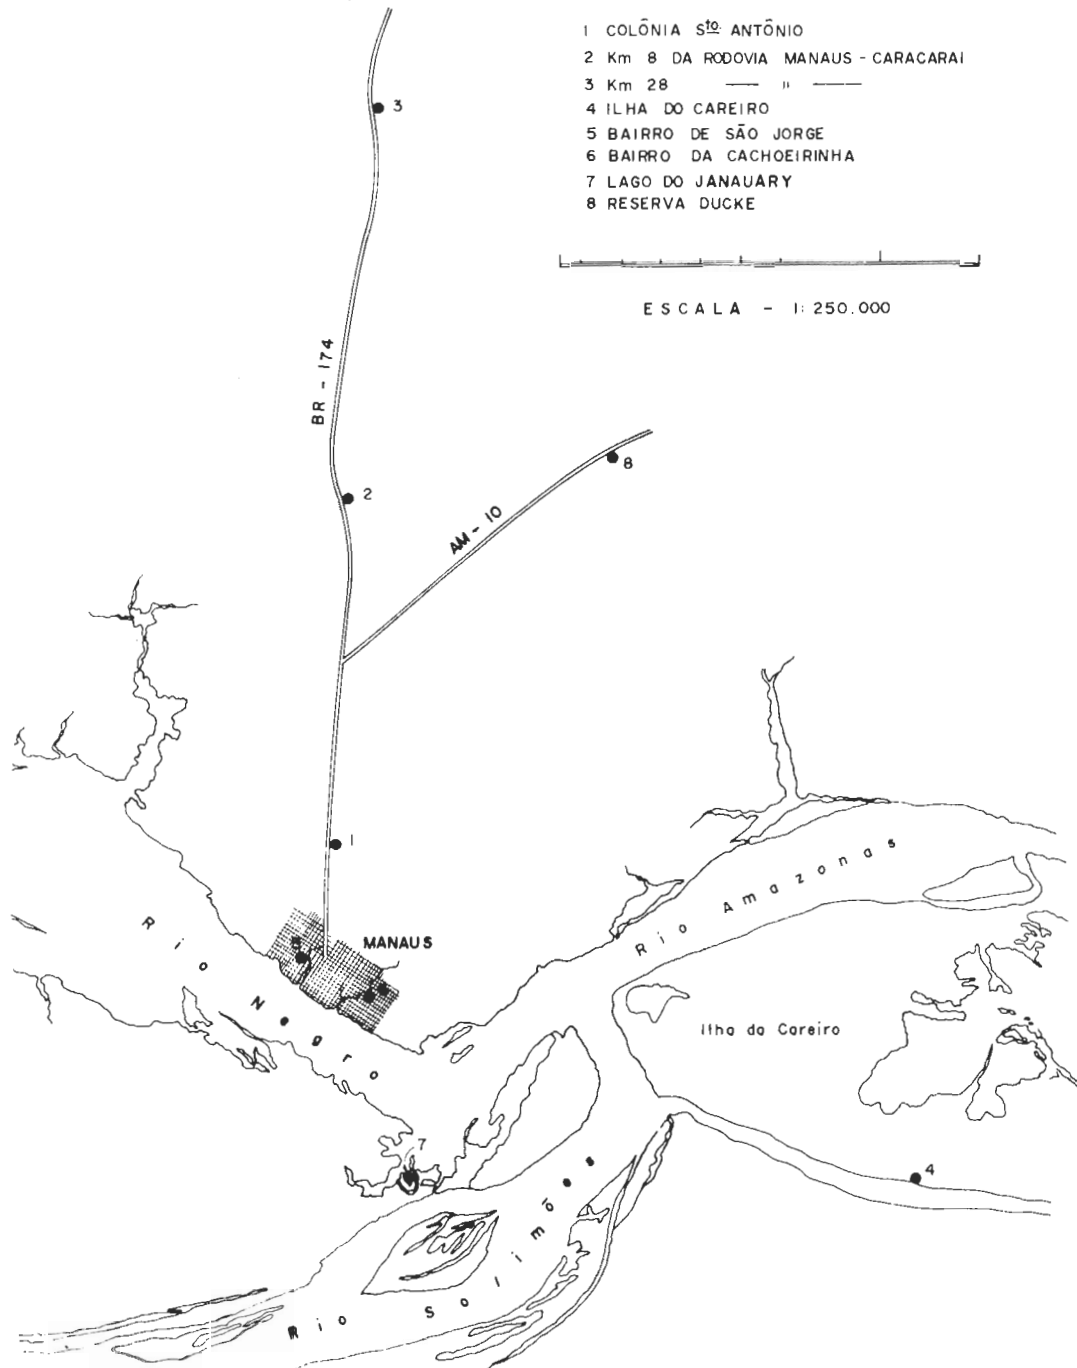 1 COLÔNIA Sto. ANTÔNIO
2 Km 8 DA RODOVIA MANAUS - CARACARAI
3 Km 28 —— " ——
4 ILHA DO CAREIRO
5 BAIRRO DE SÃO JORGE
6 BAIRRO DA CACHOEIRINHA
7 LAGO DO JANAUARY
8 RESERVA DUCKE
ESCALA - 1: 250.000
3
BR - 174
8
2
AM - 10
1
Rio Amazonas
MANAUS
5
Rio Negro
Ilha do Careiro
7
4
Rio Solimões